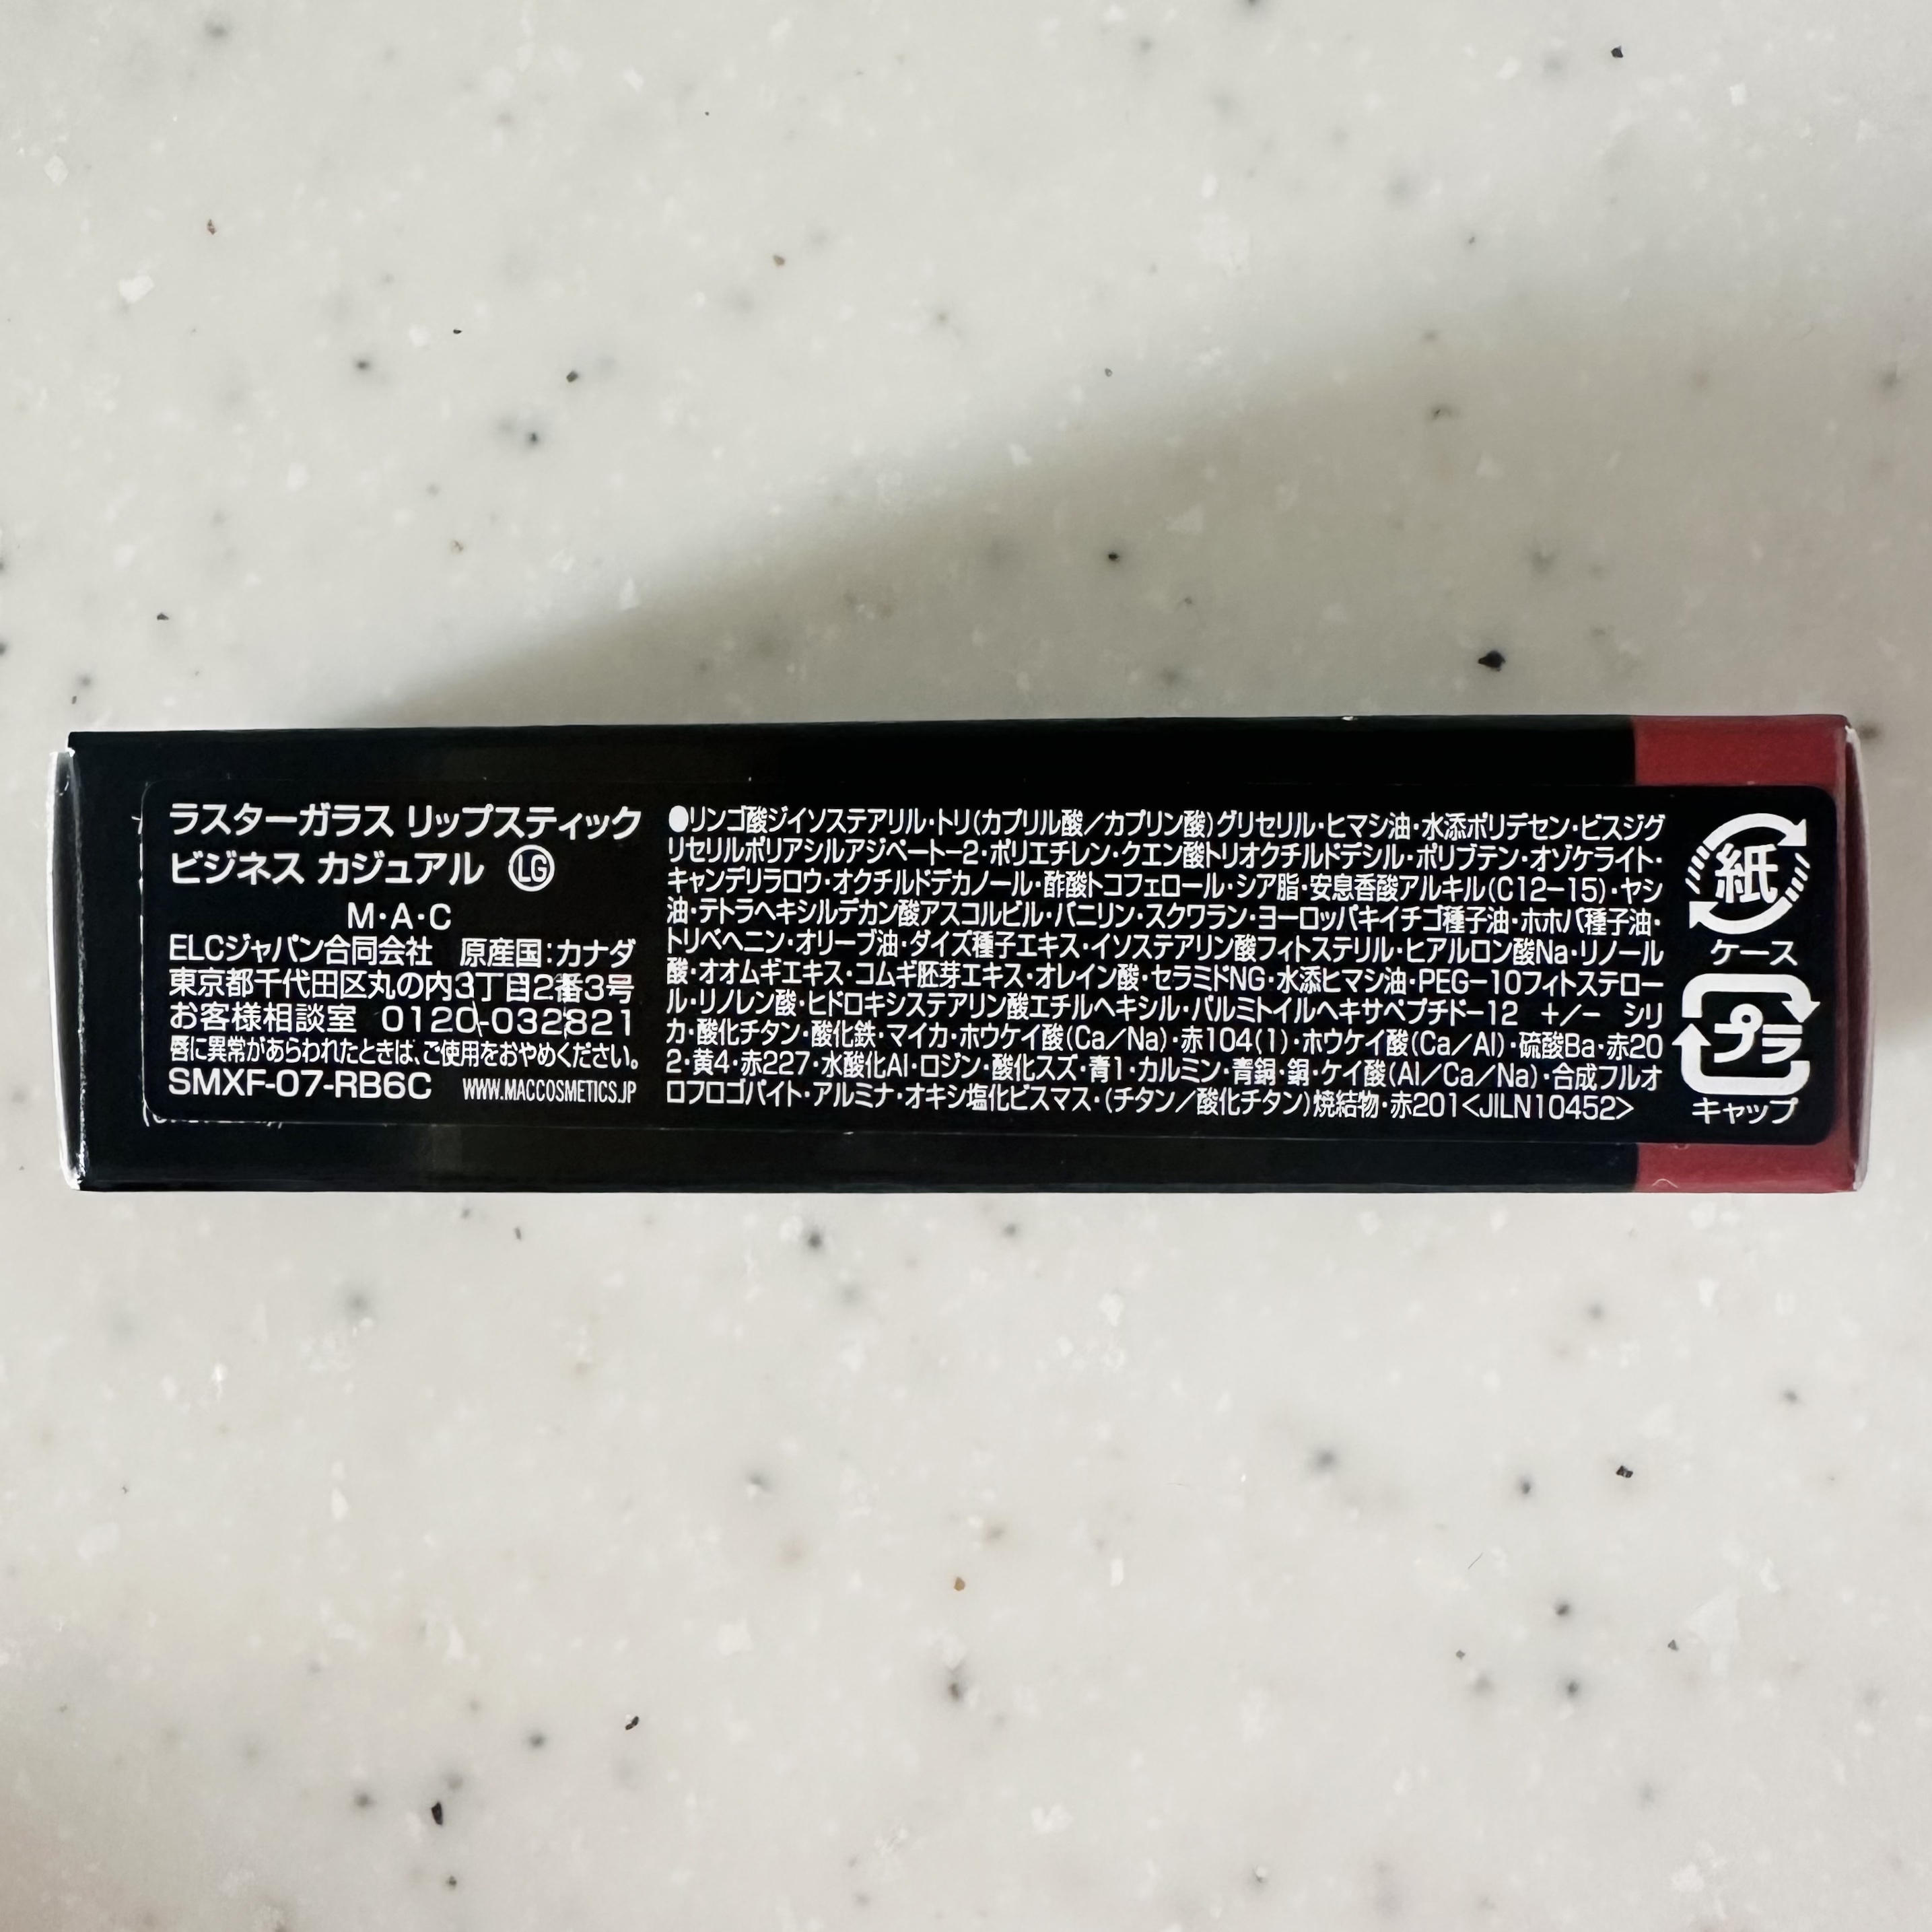 ラスターガラス リップスティック
ビジネス カジュアル LG
M・A・C
ELCジャパン合同会社 原産国:カナダ
東京都千代田区丸の内3丁目2番3号
お客様相談室 0120-032821
唇に異常があらわれたときは、ご使用をおやめください。
SMXF-07-RB6C WWW.MACCOSMETICS.JP
●リンゴ酸ジイソステアリル・トリ(カプリル酸/カプリン酸)グリセリル・ヒマシ油・水添ポリデセン・ビスジグ
リセリルポリアシルアジペート-2・ポリエチレン・クエン酸トリオクチルドデシル・ポリブテン・オゾケライト・
キャンデリラロウ・オクチルドデカノール・酢酸トコフェロール・シア脂・安息香酸アルキル(C12-15)・ヤシ
油・テトラヘキシルデカン酸アスコルビル・バニリン・スクワラン・ヨーロッパキイチゴ種子油・ホホバ種子油・
トリベヘニン・オリーブ油・ダイズ種子エキス・イソステアリン酸フィトステリル・ヒアルロン酸Na・リノール
酸・オオムギエキス・コムギ胚芽エキス・オレイン酸・セラミドNG・水添ヒマシ油・PEG-10フィトステロー
ル・リノレン酸・ヒドロキシステアリン酸エチルヘキシル・パルミトイルヘキサペプチド-12 +/- シリ
カ・酸化チタン・酸化鉄・マイカ・ホウケイ酸(Ca/Na)・赤104(1)・ホウケイ酸(Ca/Al)・硫酸Ba・赤20
2・黄4・赤227・水酸化Al・ロジン・酸化スズ・青1・カルミン・青銅・銅・ケイ酸(Al/Ca/Na)・合成フルオ
ロフロゴパイト・アルミナ・オキシ塩化ビスマス・(チタン/酸化チタン)焼結物・赤201<JILN10452>
紙
ケース
プラ
キャップ